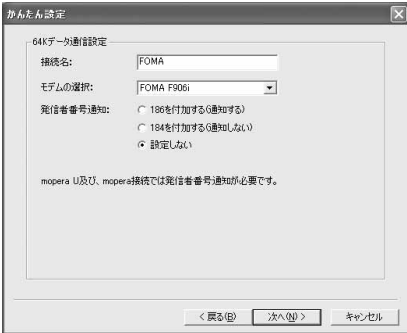 かんたん設定
64Kデータ通信設定
接続名: FOMA
モデムの選択: FOMA F906i
発信者番号通知: 186を付加する(通知する)
184を付加する(通知しない)
設定しない
mopera U及び、mopera接続では発信者番号通知が必要です。
< 戻る(B) 次へ(N) > キャンセル